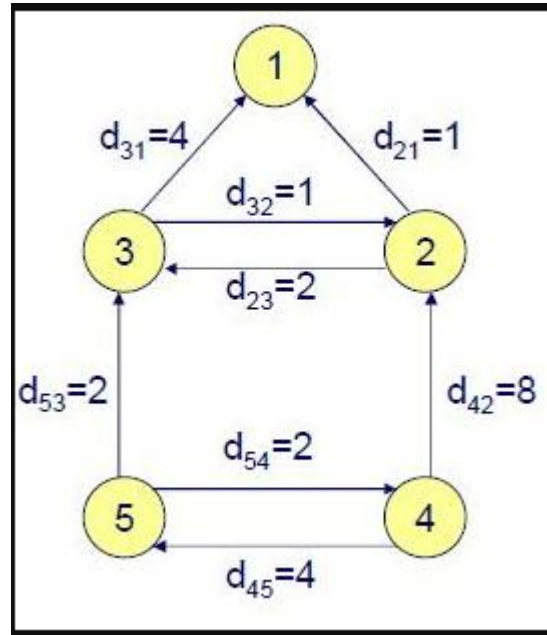 1
d₃₁=4
d₂₁=1
d₃₂=1
3
2
d₂₃=2
d₅₃=2
d₄₂=8
d₅₄=2
5
4
d₄₅=4